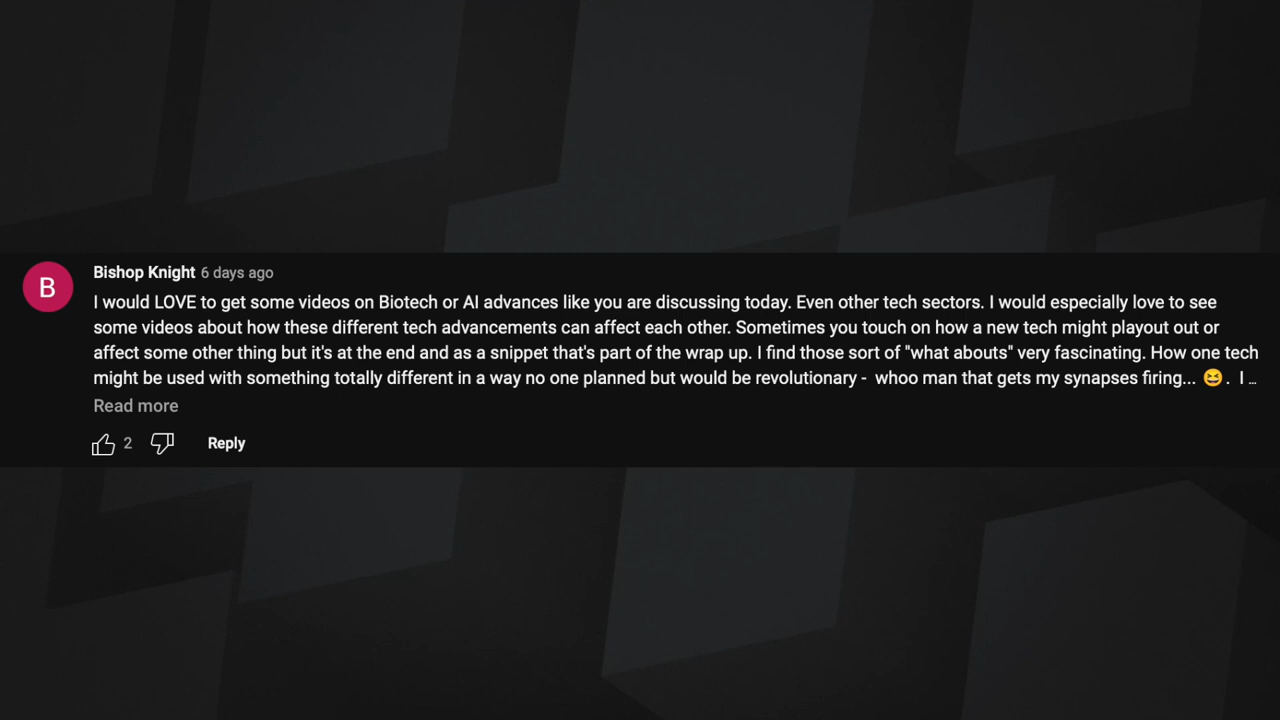 B
Bishop Knight 6 days ago
I would LOVE to get some videos on Biotech or AI advances like you are discussing today. Even other tech sectors. I would especially love to see
some videos about how these different tech advancements can affect each other. Sometimes you touch on how a new tech might playout out or
affect some other thing but it's at the end and as a snippet that's part of the wrap up. I find those sort of "what abouts" very fascinating. How one tech
might be used with something totally different in a way no one planned but would be revolutionary - whoo man that gets my synapses firing... 😆. I ...
Read more
2 Reply